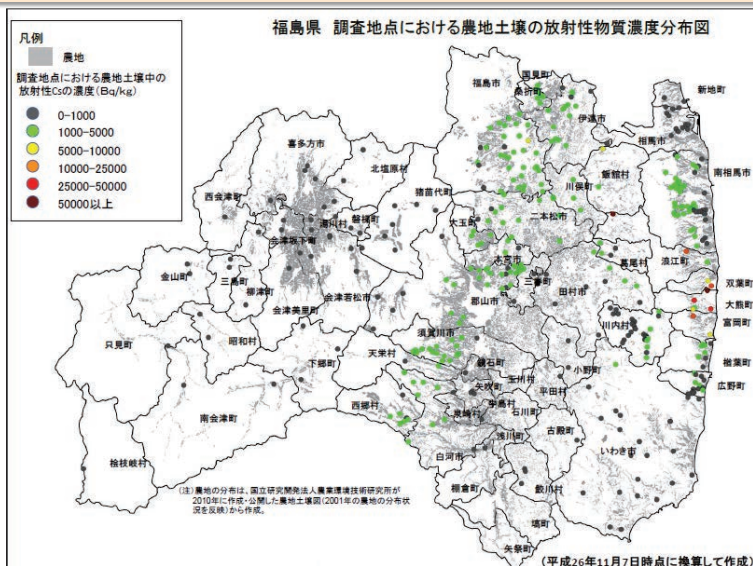 福島県 調査地点における農地土壌の放射性物質濃度分布図
凡例
農地
調査地点における農地土壌中の
放射性Csの濃度(Bq/kg)
0-1000
1000-5000
5000-10000
10000-25000
25000-50000
50000以上
国見町
桑折町
福島市
伊達市
新地町
相馬市
喜多方市
北塩原村
飯舘村
南相馬市
猪苗代町
川俣町
西会津町
磐梯町
湯川村
大玉村
二本松市
会津坂下町
本宮市
葛尾村
浪江町
金山町
三島町
三春町
双葉町
柳津町
会津若松市
郡山市
田村市
大熊町
会津美里町
富岡町
川内村
須賀川市
只見町
昭和村
天栄村
下郷町
鏡石町
小野町
楢葉町
矢吹町
玉川村
平田村
広野町
西郷村
中島村
南会津町
泉崎村
石川町
古殿町
浅川町
いわき市
白河市
檜枝岐村
棚倉町
鮫川村
塙町
矢祭町
(注)農地の分布は、国立研究開発法人農業環境技術研究所が
2010年に作成・公開した農地土壌図(2001年の農地の分布状
況を反映)から作成。
(平成26年11月7日時点に換算して作成)